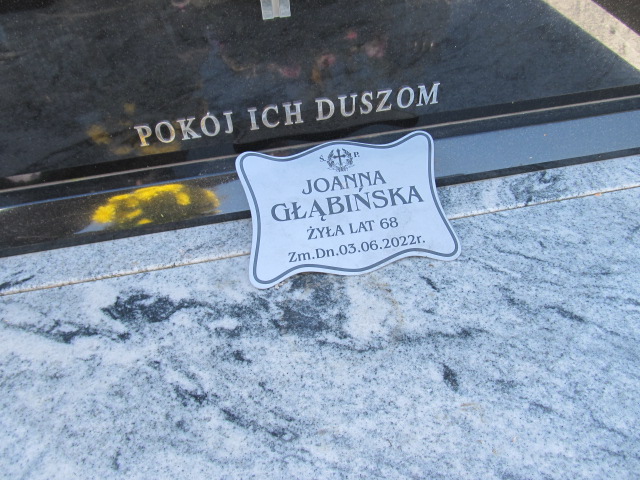 POKÓJ ICH DUSZOM
Ś. P.
JOANNA
GŁĄBIŃSKA
ŻYŁA LAT 68
Zm.Dn.03.06.2022r.